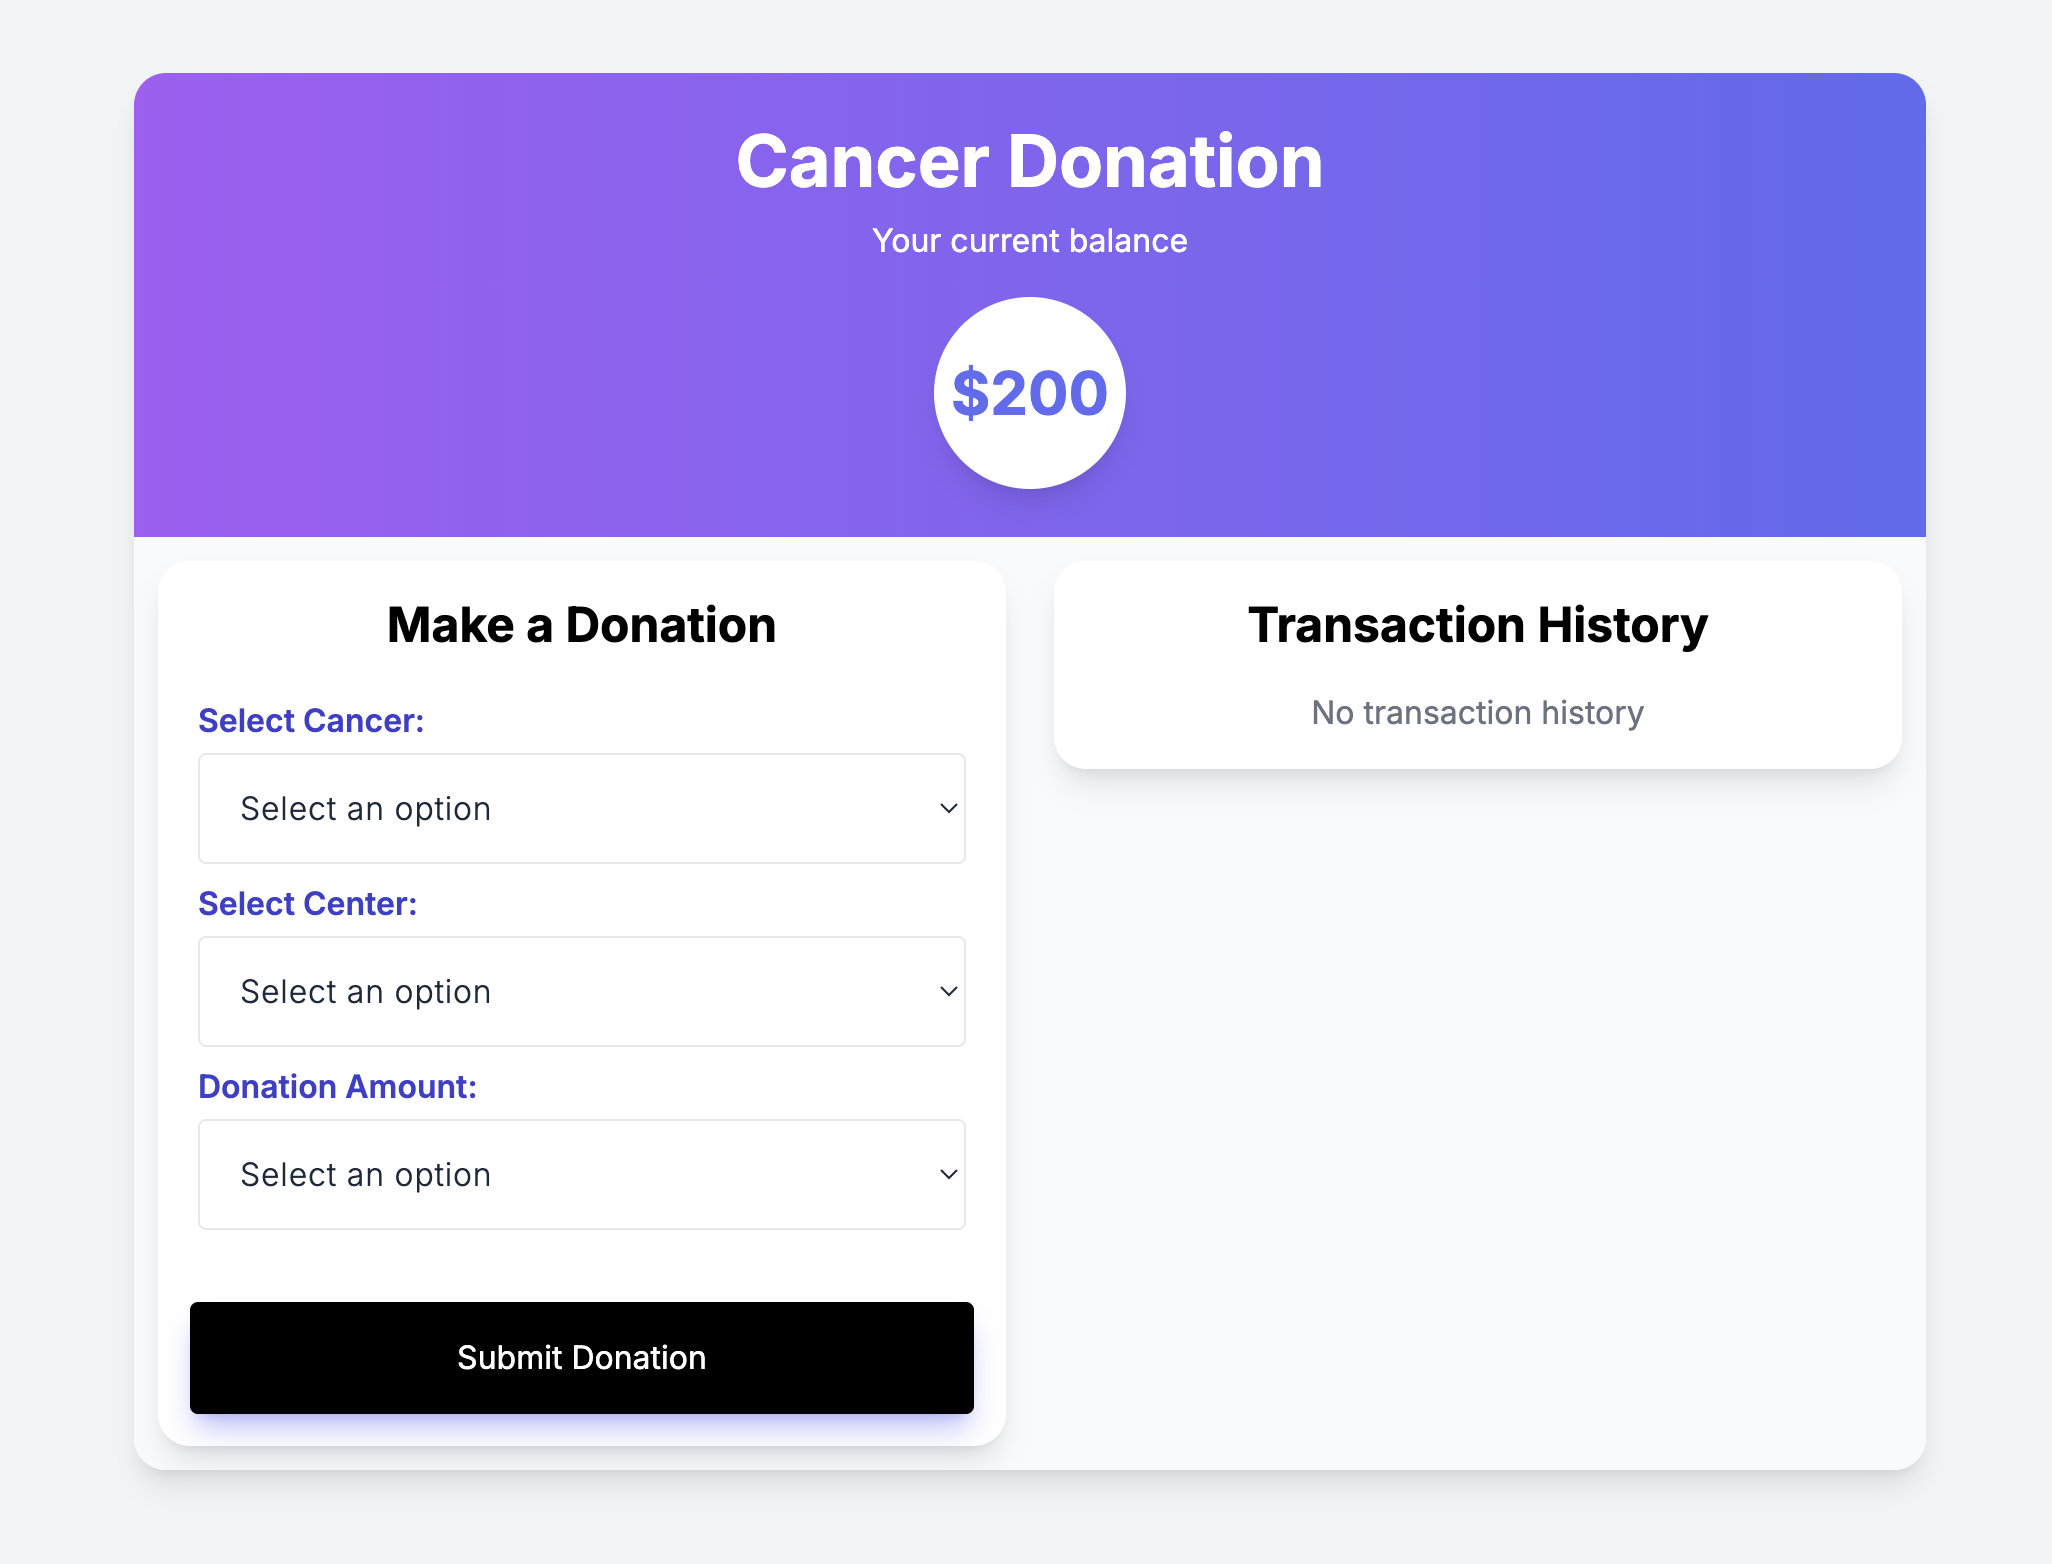 Cancer Donation
Your current balance
$200
Make a Donation
Select Cancer:
Select an option
Select Center:
Select an option
Donation Amount:
Select an option
Submit Donation
Transaction History
No transaction history